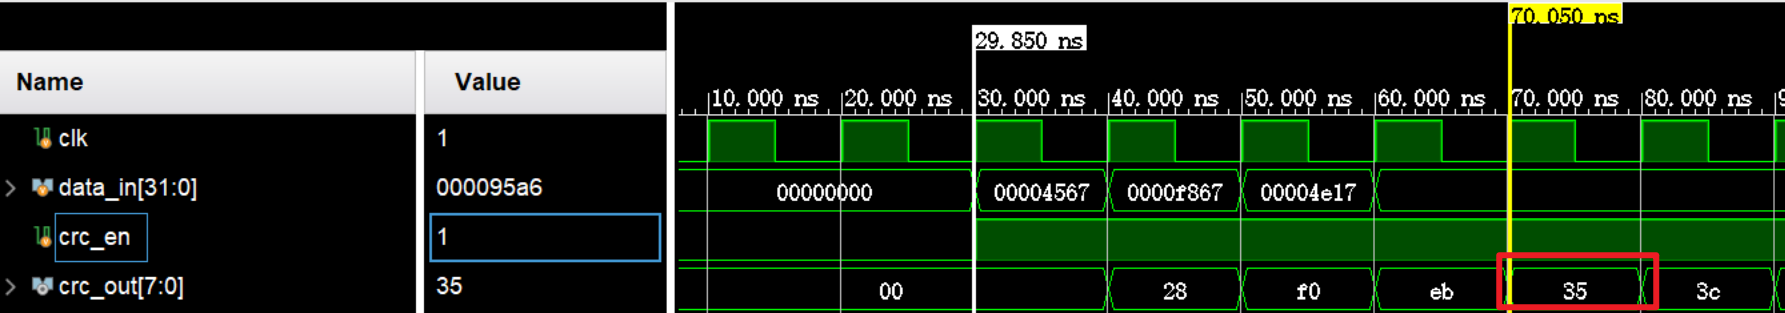 70.050 ns
29.850 ns
Name Value
10.000 ns 20.000 ns 30.000 ns 40.000 ns 50.000 ns 60.000 ns 70.000 ns 80.000 ns 9
clk 1
data_in[31:0] 000095a6 00000000 00004567 0000f867 00004e17
crc_en 1
crc_out[7:0] 35 00 28 f0 eb 35 3c